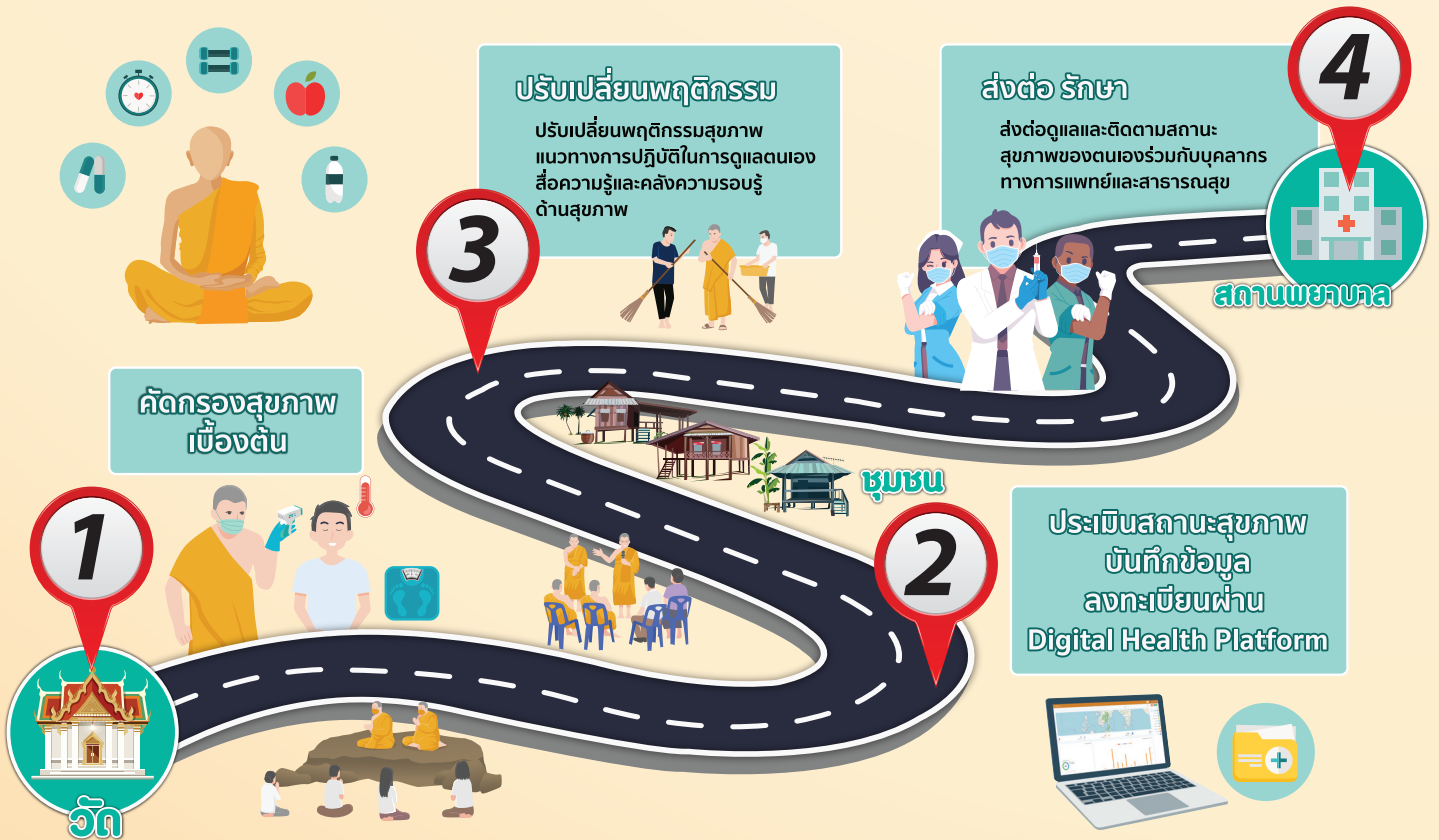 1
วัด
คัดกรองสุขภาพ
เบื้องต้น
2
ประเมินสถานะสุขภาพ
บันทึกข้อมูล
ลงทะเบียนผ่าน
Digital Health Platform
ชุมชน
3
ปรับเปลี่ยนพฤติกรรม
ปรับเปลี่ยนพฤติกรรมสุขภาพ
แนวทางการปฏิบัติในการดูแลตนเอง
สื่อความรู้และคลังความรอบรู้
ด้านสุขภาพ
4
ส่งต่อ รักษา
ส่งต่อดูแลและติดตามสถานะ
สุขภาพของตนเองร่วมกับบุคลากร
ทางการแพทย์และสาธารณสุข
สถานพยาบาล